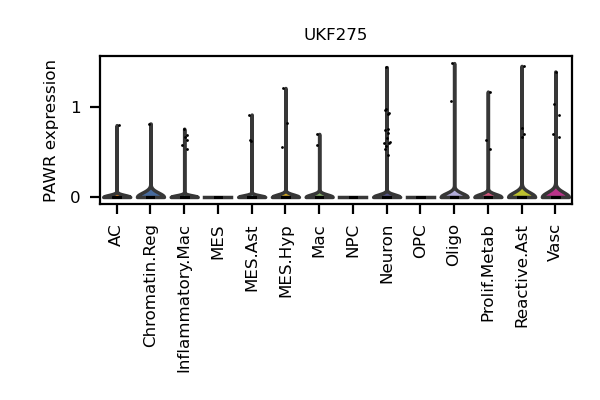 UKF275
PAWR expression
1
0
AC
Chromatin.Reg
Inflammatory.Mac
MES
MES.Ast
MES.Hyp
Mac
NPC
Neuron
OPC
Oligo
Prolif.Metab
Reactive.Ast
Vasc